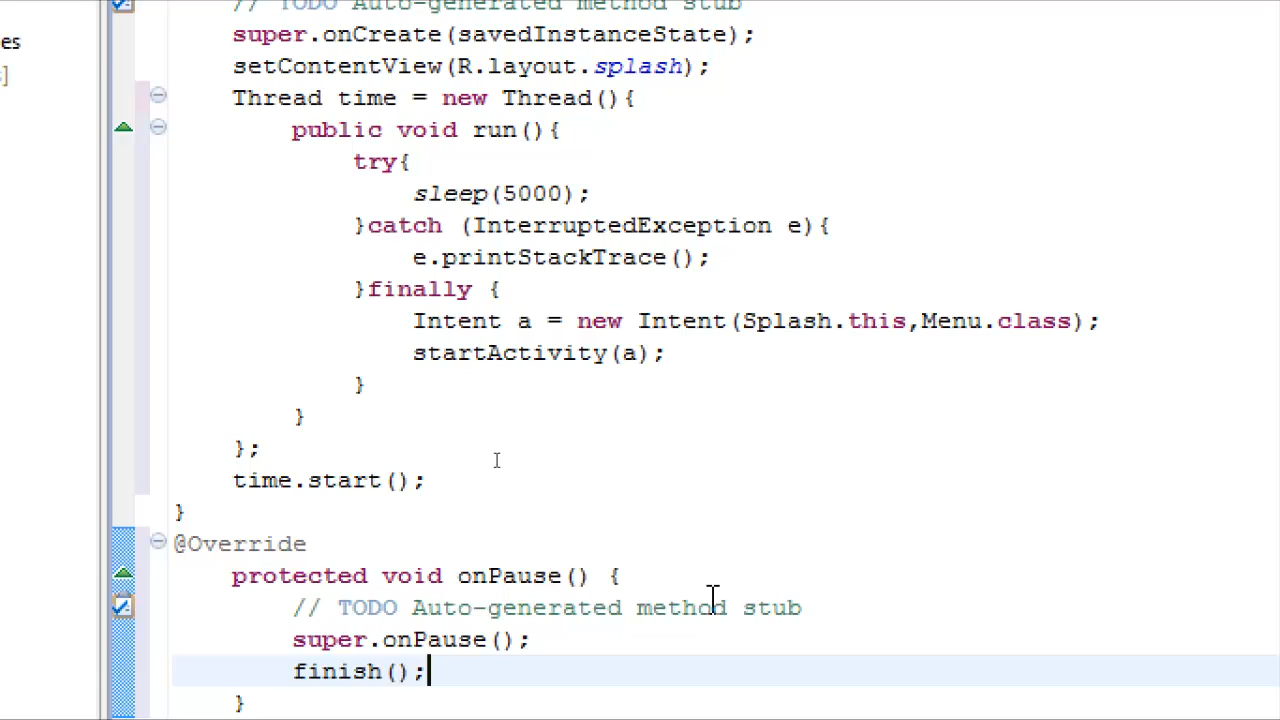 // TODO Auto-generated method stub
es
super.onCreate(savedInstanceState);
]
setContentView(R.layout.splash);
Thread time = new Thread(){
public void run(){
try{
sleep(5000);
}catch (InterruptedException e){
e.printStackTrace();
}finally {
Intent a = new Intent(Splash.this,Menu.class);
startActivity(a);
}
}
};
time.start();
}
@Override
protected void onPause() {
// TODO Auto-generated method stub
super.onPause();
finish();
}